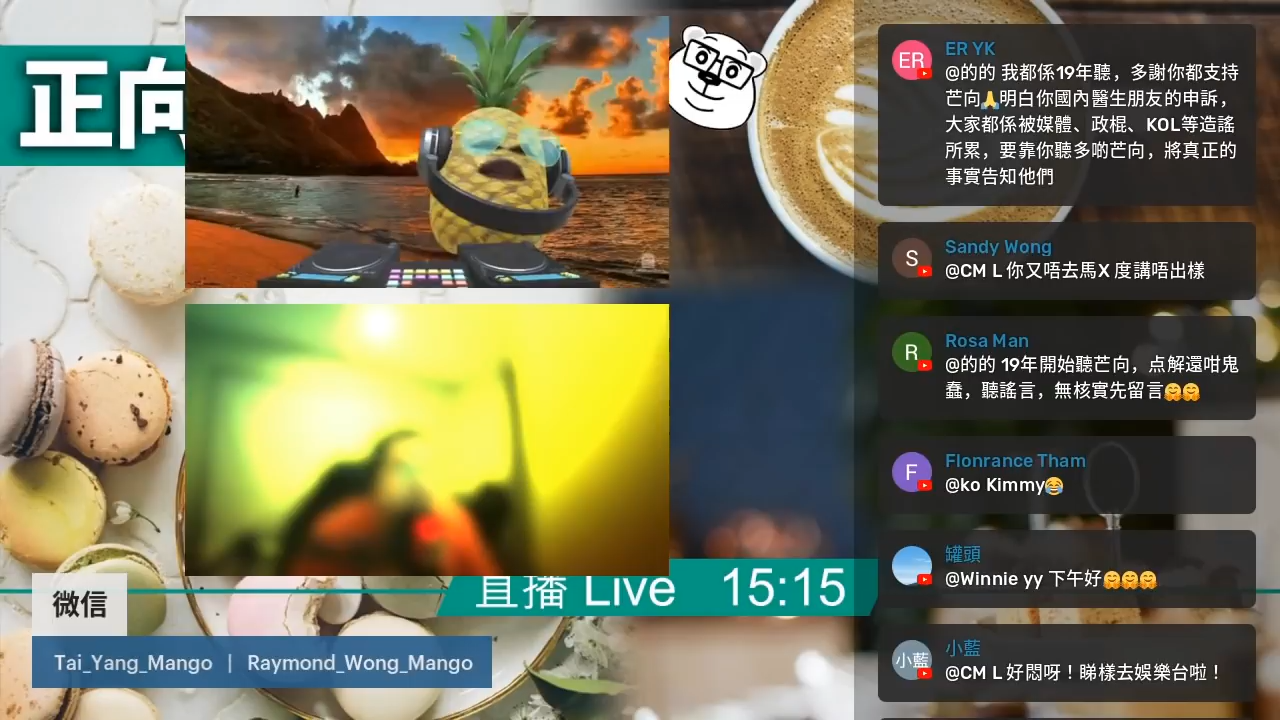 正向
直播 Live 15:15
微信
Tai_Yang_Mango | Raymond_Wong_Mango
ER
ER YK
@的的 我都係19年聽，多謝你都支持
芒向🙏明白你國內醫生朋友的申訴，
大家都係被媒體、政棍、KOL等造謠
所累，要靠你聽多啲芒向，將真正的
事實告知他們
S
Sandy Wong
@CM L 你又唔去馬X 度講唔出樣
R
Rosa Man
@的的 19年開始聽芒向，点解還咁鬼
蠢，聽謠言，無核實先留言🤗🤗
F
Flonrance Tham
@ko Kimmy😂
罐頭
@Winnie yy 下午好🤗🤗🤗
小藍
小藍
@CM L 好悶呀！睇樣去娛樂台啦！